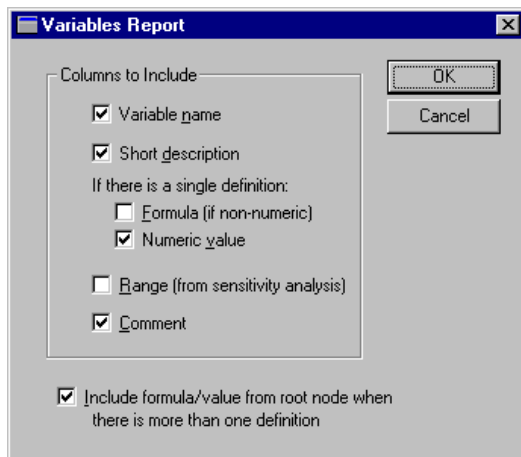 Variables Report
Columns to Include
OK
Variable name
Cancel
Short description
If there is a single definition:
Formula (if non-numeric)
Numeric value
Range (from sensitivity analysis)
Comment
Include formula/value from root node when
there is more than one definition